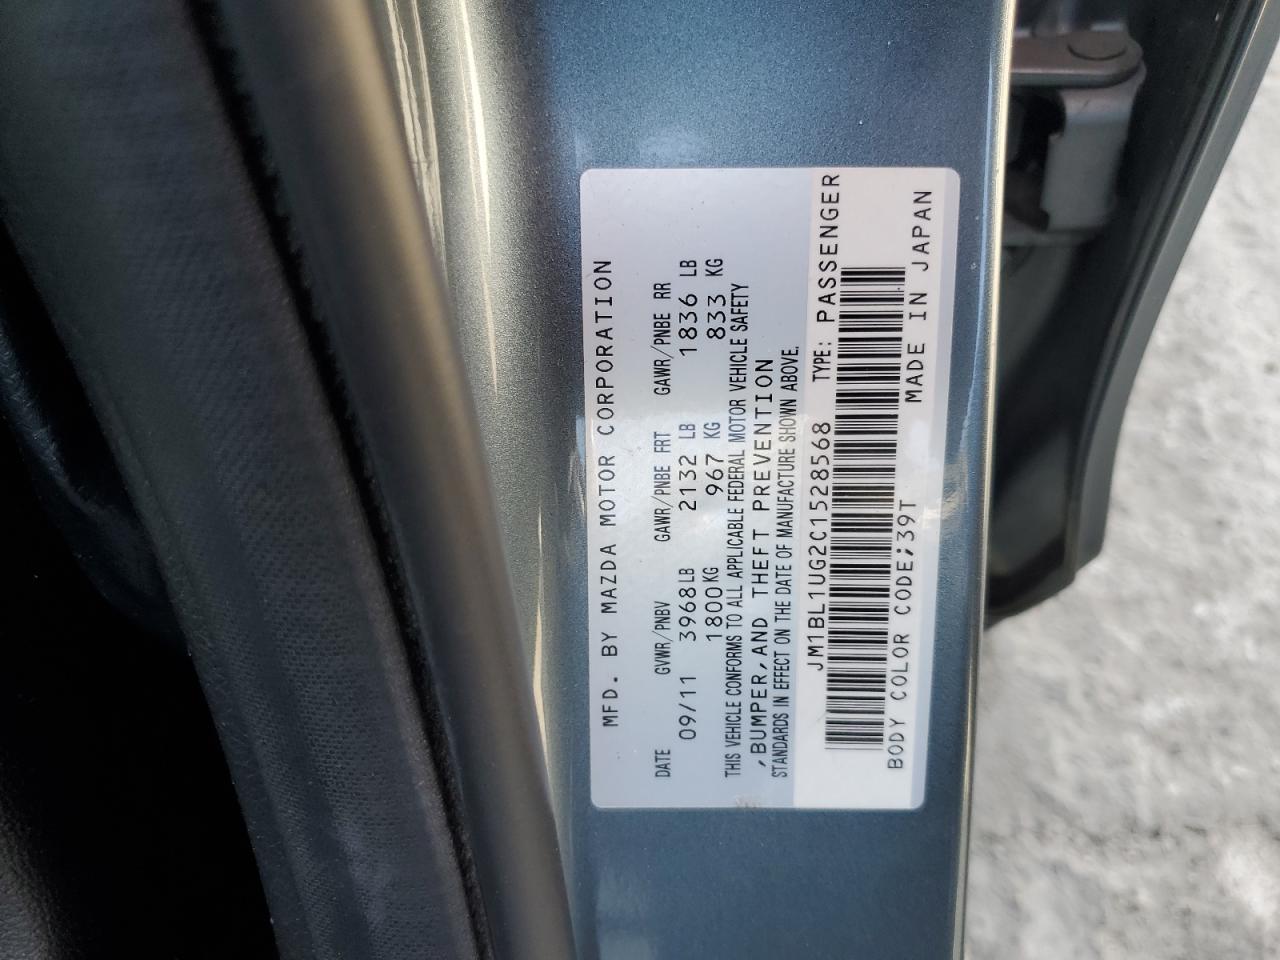 MFD. BY MAZDA MOTOR CORPORATION
DATE GVWR/PNBV GAWR/PNBE FRT GAWR/PNBE RR
09/11 3968LB 2132 LB 1836 LB
1800KG 967 KG 833 KG
THIS VEHICLE CONFORMS TO ALL APPLICABLE FEDERAL MOTOR VEHICLE SAFETY
,BUMPER,AND THEFT PREVENTION
STANDARDS IN EFFECT ON THE DATE OF MANUFACTURE SHOWN ABOVE.
JM1BL1UG2C1528568 TYPE: PASSENGER
BODY COLOR CODE;39T MADE IN JAPAN